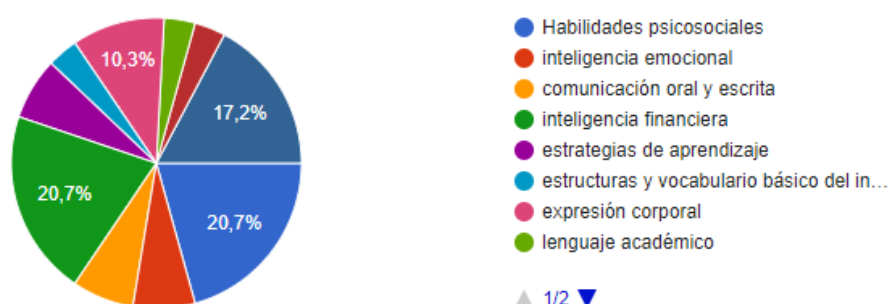 10,3%
17,2%
20,7%
20,7%
Habilidades psicosociales
inteligencia emocional
comunicación oral y escrita
inteligencia financiera
estrategias de aprendizaje
estructuras y vocabulario básico del in...
expresión corporal
lenguaje académico
1/2